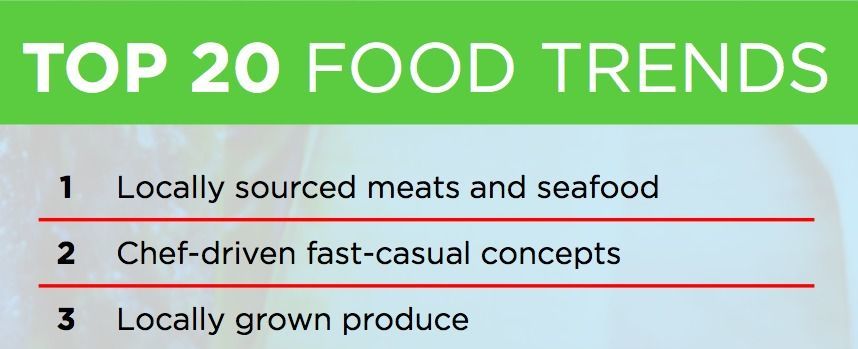 TOP 20 FOOD TRENDS
1 Locally sourced meats and seafood
2 Chef-driven fast-casual concepts
3 Locally grown produce